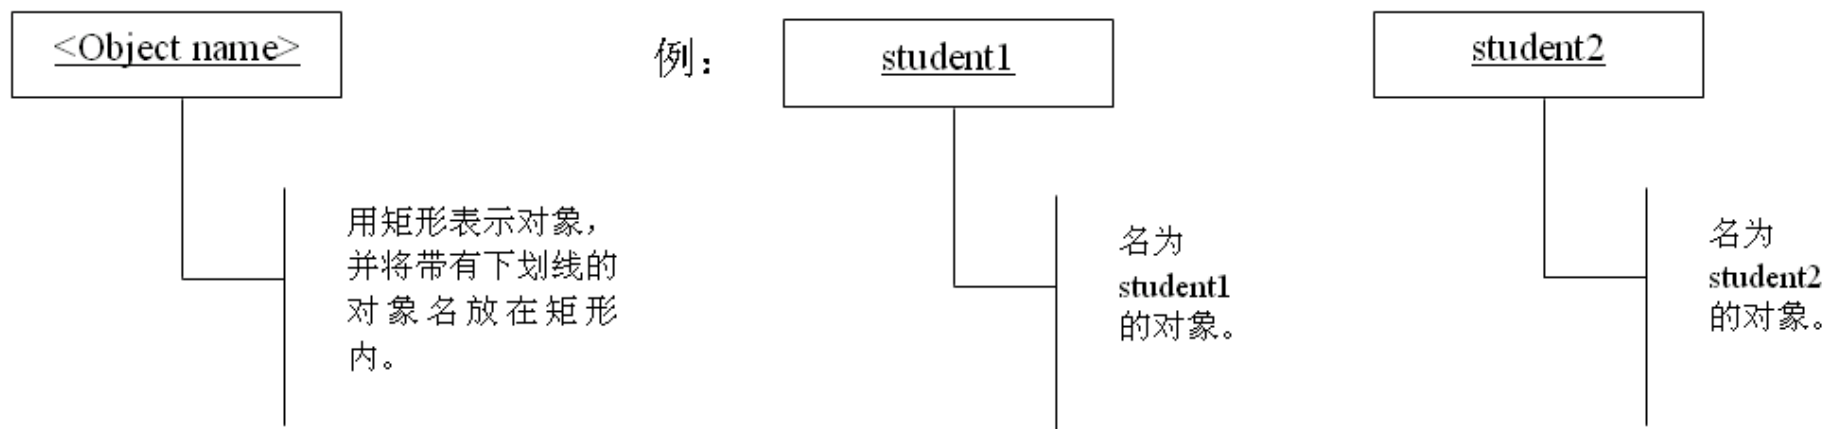 <Object name>
用矩形表示对象，
并将带有下划线的
对象名放在矩形
内。
例：
student1
名为
student1
的对象。
student2
名为
student2
的对象。